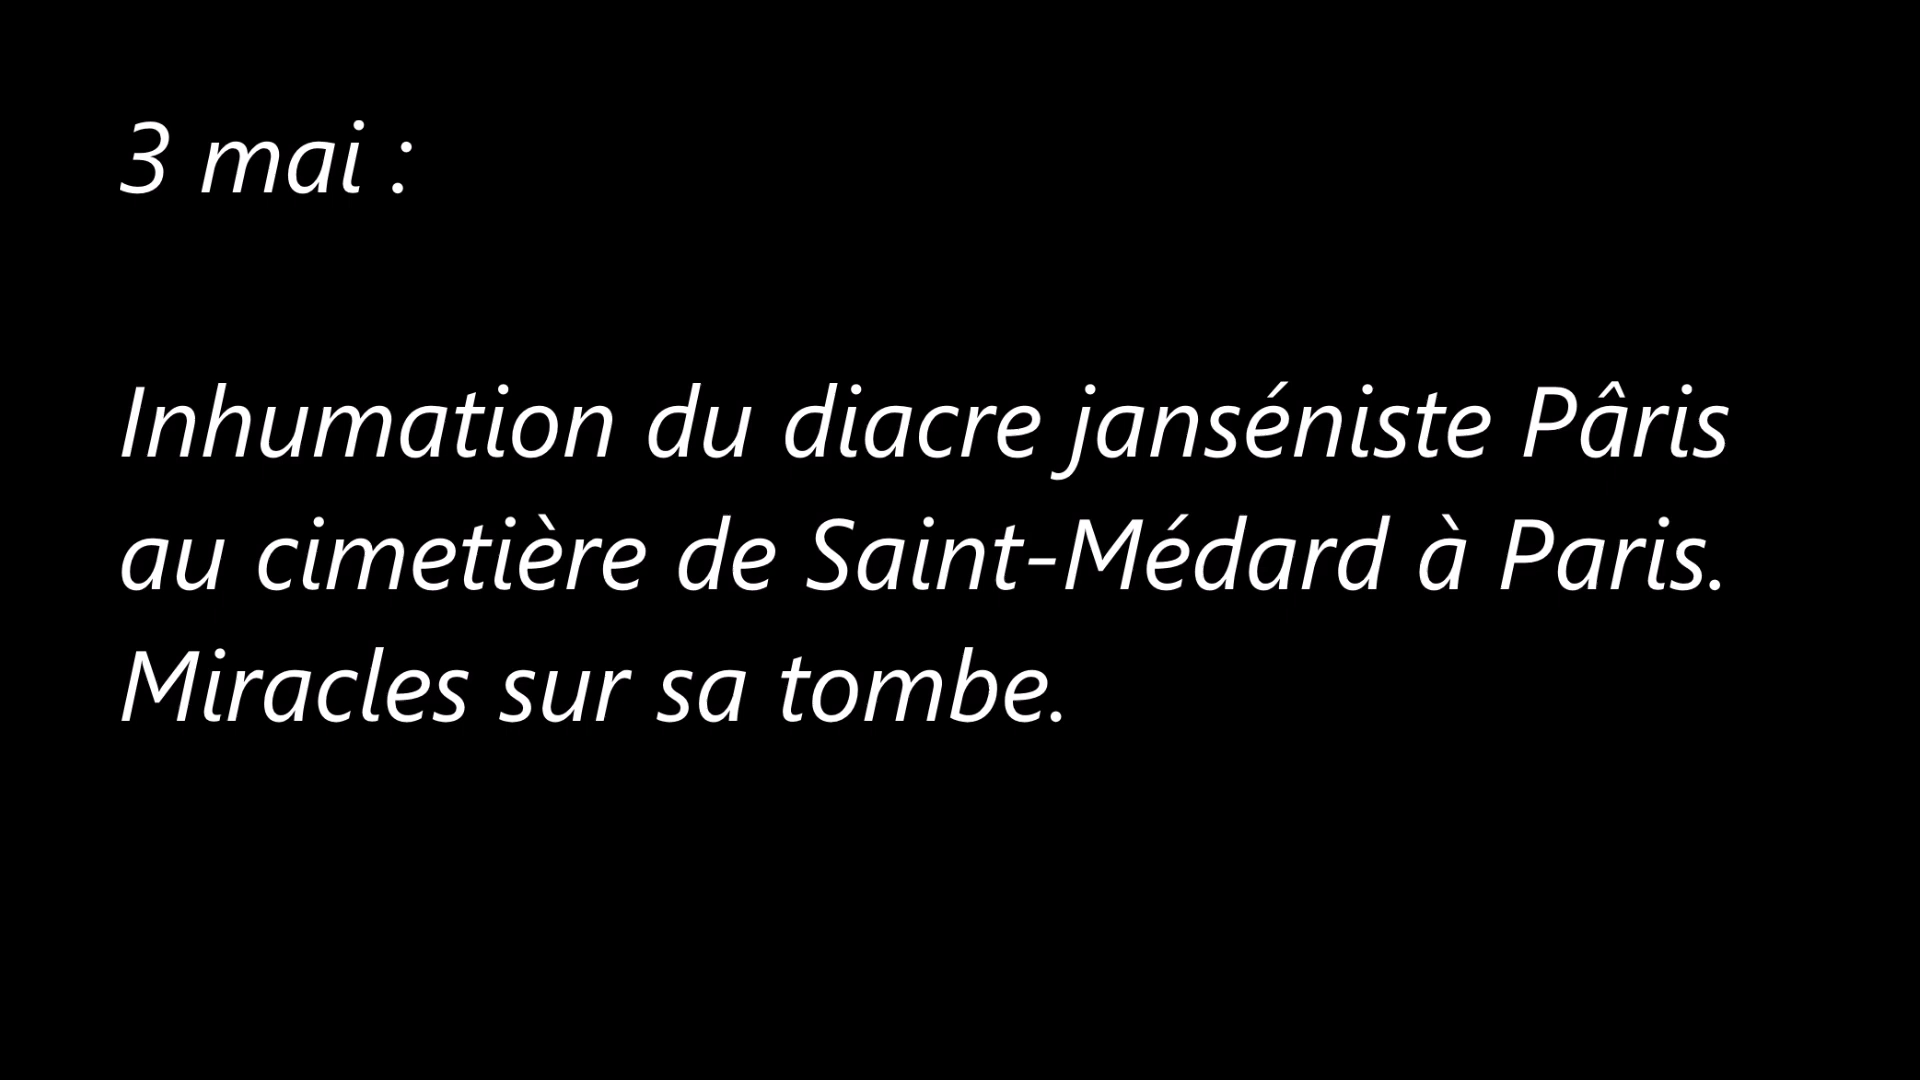 3 mai :
Inhumation du diacre janséniste Pâris
au cimetière de Saint-Médard à Paris.
Miracles sur sa tombe.